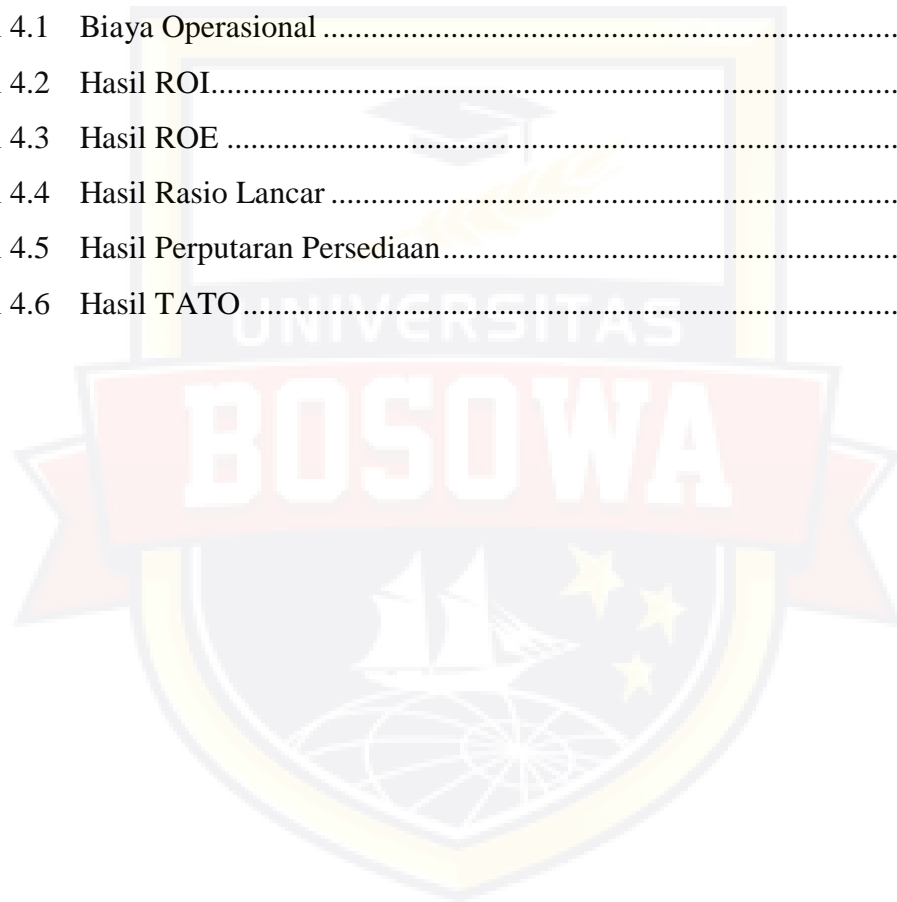 4.1 Biaya Operasional ................................................................................
4.2 Hasil ROI................................................................................................
4.3 Hasil ROE ..............................................................................................
4.4 Hasil Rasio Lancar ................................................................................
4.5 Hasil Perputaran Persediaan..................................................................
4.6 Hasil TATO............................................................................................
UNIVERSITAS
BOSOWA